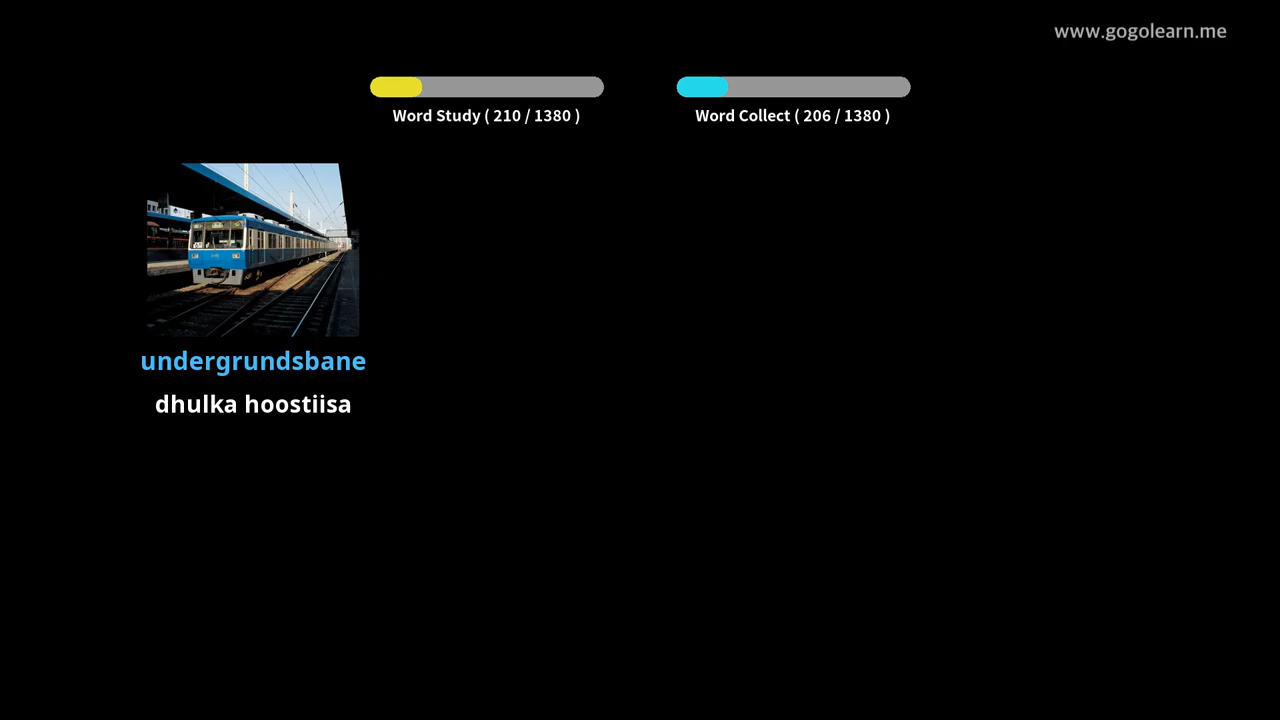 www.gogolearn.me
Word Study ( 210 / 1380 )
Word Collect ( 206 / 1380 )
undergrundsbane
dhulka hoostiisa